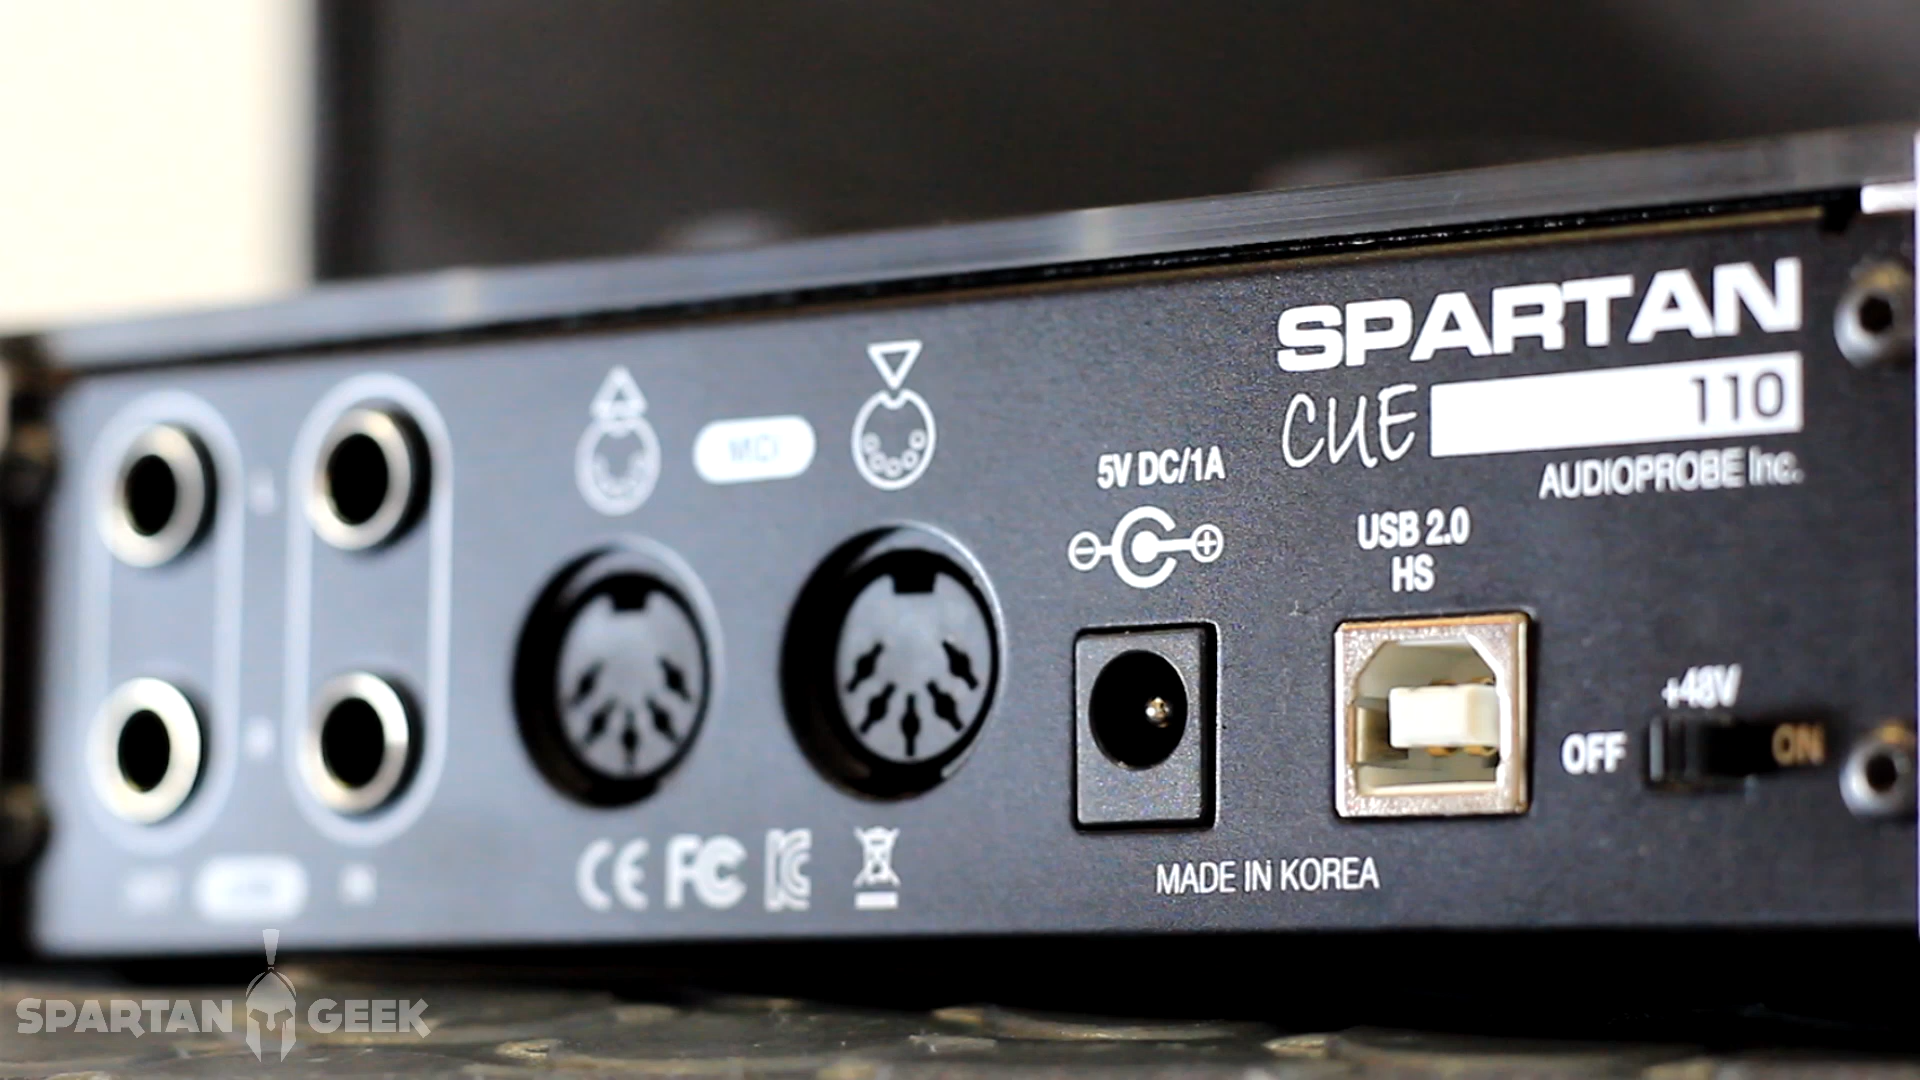 SPARTAN
CUE 110
AUDIOPROBE Inc.
5V DC/1A
USB 2.0
HS
+48V
OFF ON
CE FC
MADE IN KOREA
SPARTAN GEEK